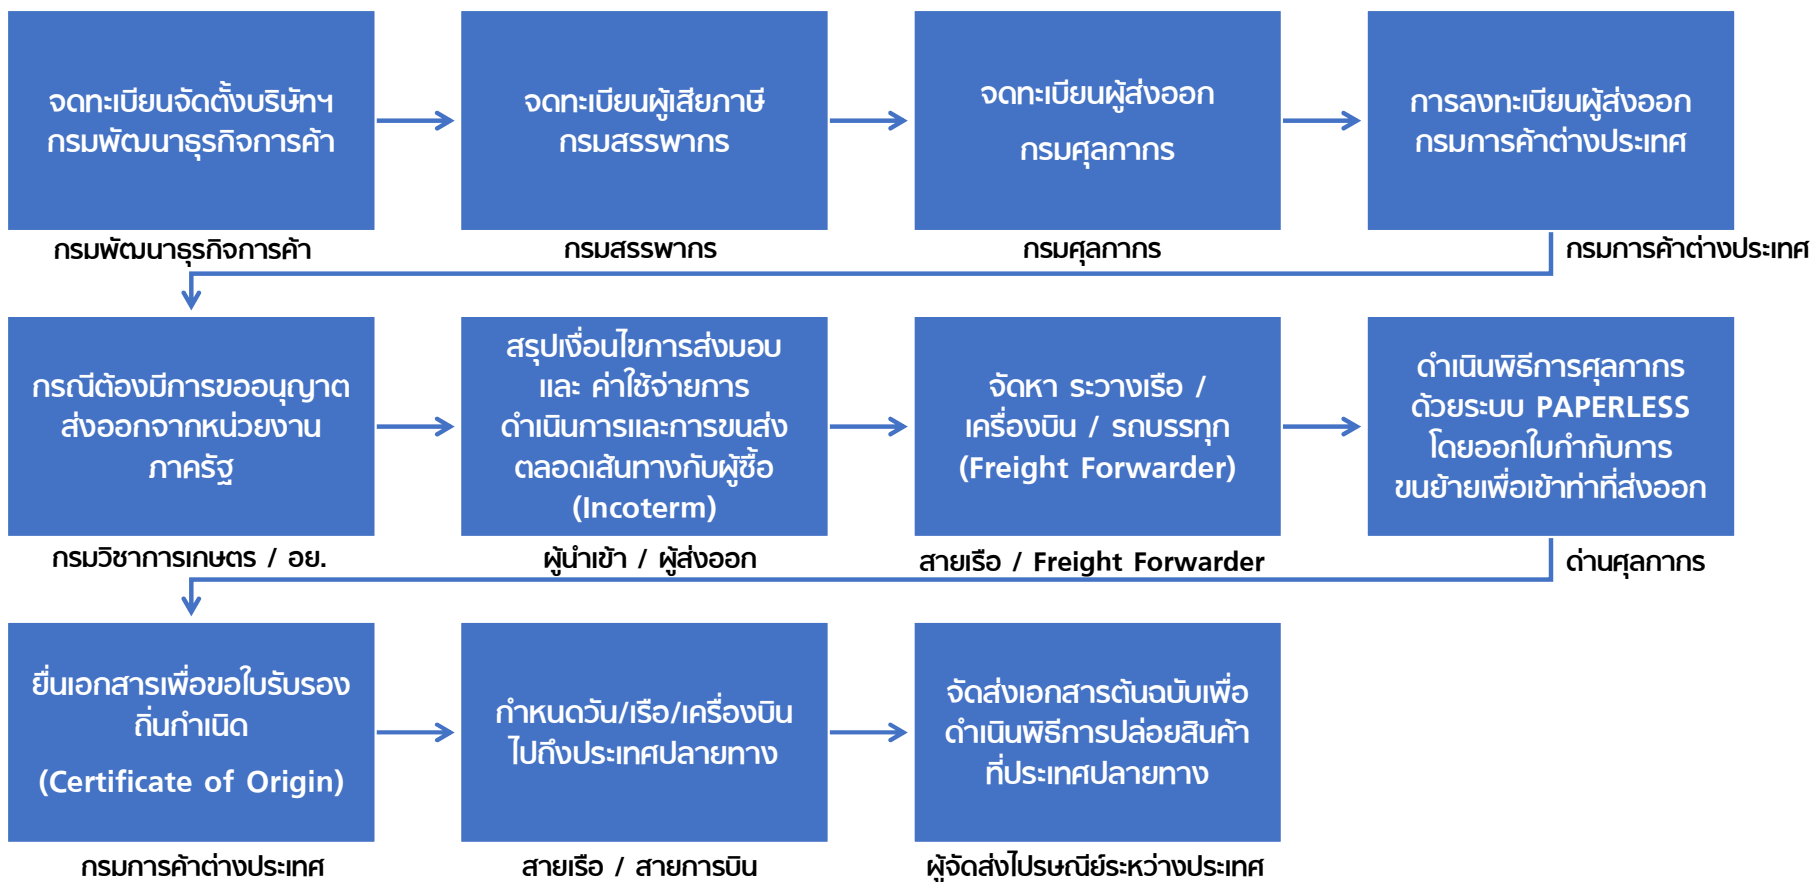 จดทะเบียนจัดตั้งบริษัทฯ
กรมพัฒนาธุรกิจการค้า
กรมพัฒนาธุรกิจการค้า
จดทะเบียนผู้เสียภาษี
กรมสรรพากร
กรมสรรพากร
จดทะเบียนผู้ส่งออก
กรมศุลกากร
กรมศุลกากร
การลงทะเบียนผู้ส่งออก
กรมการค้าต่างประเทศ
กรมการค้าต่างประเทศ
กรณีต้องมีการขออนุญาต
ส่งออกจากหน่วยงาน
ภาครัฐ
กรมวิชาการเกษตร / อย.
สรุปเงื่อนไขการส่งมอบ
และ ค่าใช้จ่ายการ
ดำเนินการและการขนส่ง
ตลอดเส้นทางกับผู้ซื้อ
(Incoterm)
ผู้นำเข้า / ผู้ส่งออก
จัดหา ระวางเรือ /
เครื่องบิน / รถบรรทุก
(Freight Forwarder)
สายเรือ / Freight Forwarder
ดำเนินพิธีการศุลกากร
ด้วยระบบ PAPERLESS
โดยออกใบกำกับการ
ขนย้ายเพื่อเข้าท่าที่ส่งออก
ด่านศุลกากร
ยื่นเอกสารเพื่อขอใบรับรอง
ถิ่นกำเนิด
(Certificate of Origin)
กรมการค้าต่างประเทศ
กำหนดวัน/เรือ/เครื่องบิน
ไปถึงประเทศปลายทาง
สายเรือ / สายการบิน
จัดส่งเอกสารต้นฉบับเพื่อ
ดำเนินพิธีการปล่อยสินค้า
ที่ประเทศปลายทาง
ผู้จัดส่งไปรษณีย์ระหว่างประเทศ